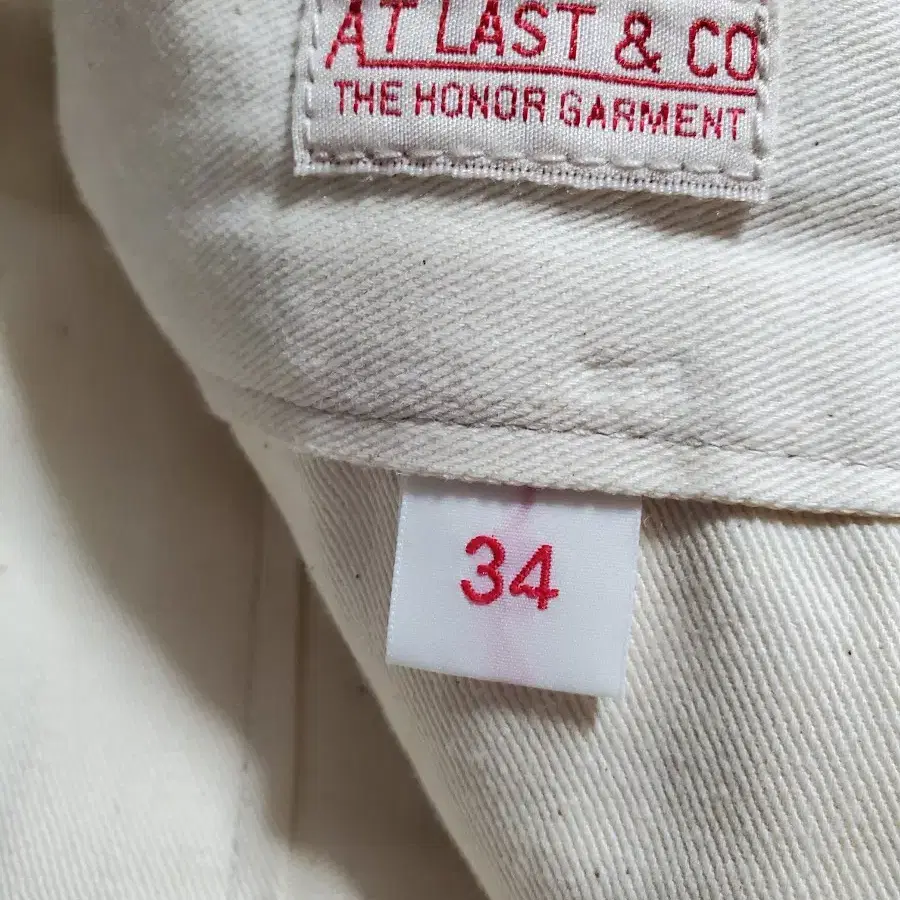 AT LAST & CO
THE HONOR GARMENT
34